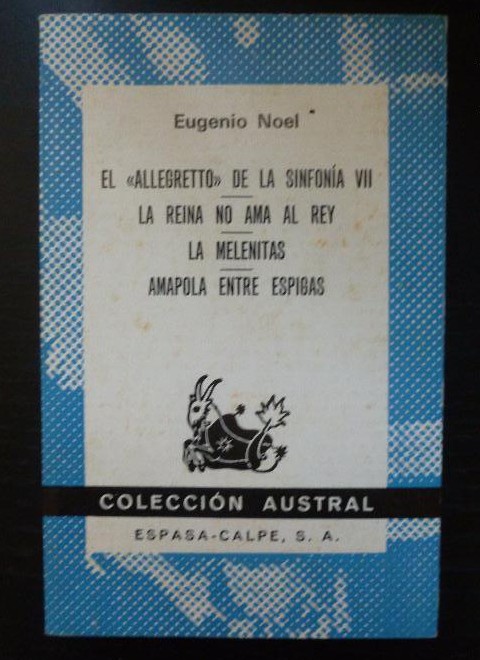 Eugenio Noel
EL «ALLEGRETTO» DE LA SINFONÍA VII
LA REINA NO AMA AL REY
LA MELENITAS
AMAPOLA ENTRE ESPIGAS
COLECCIÓN AUSTRAL
ESPASA-CALPE, S. A.